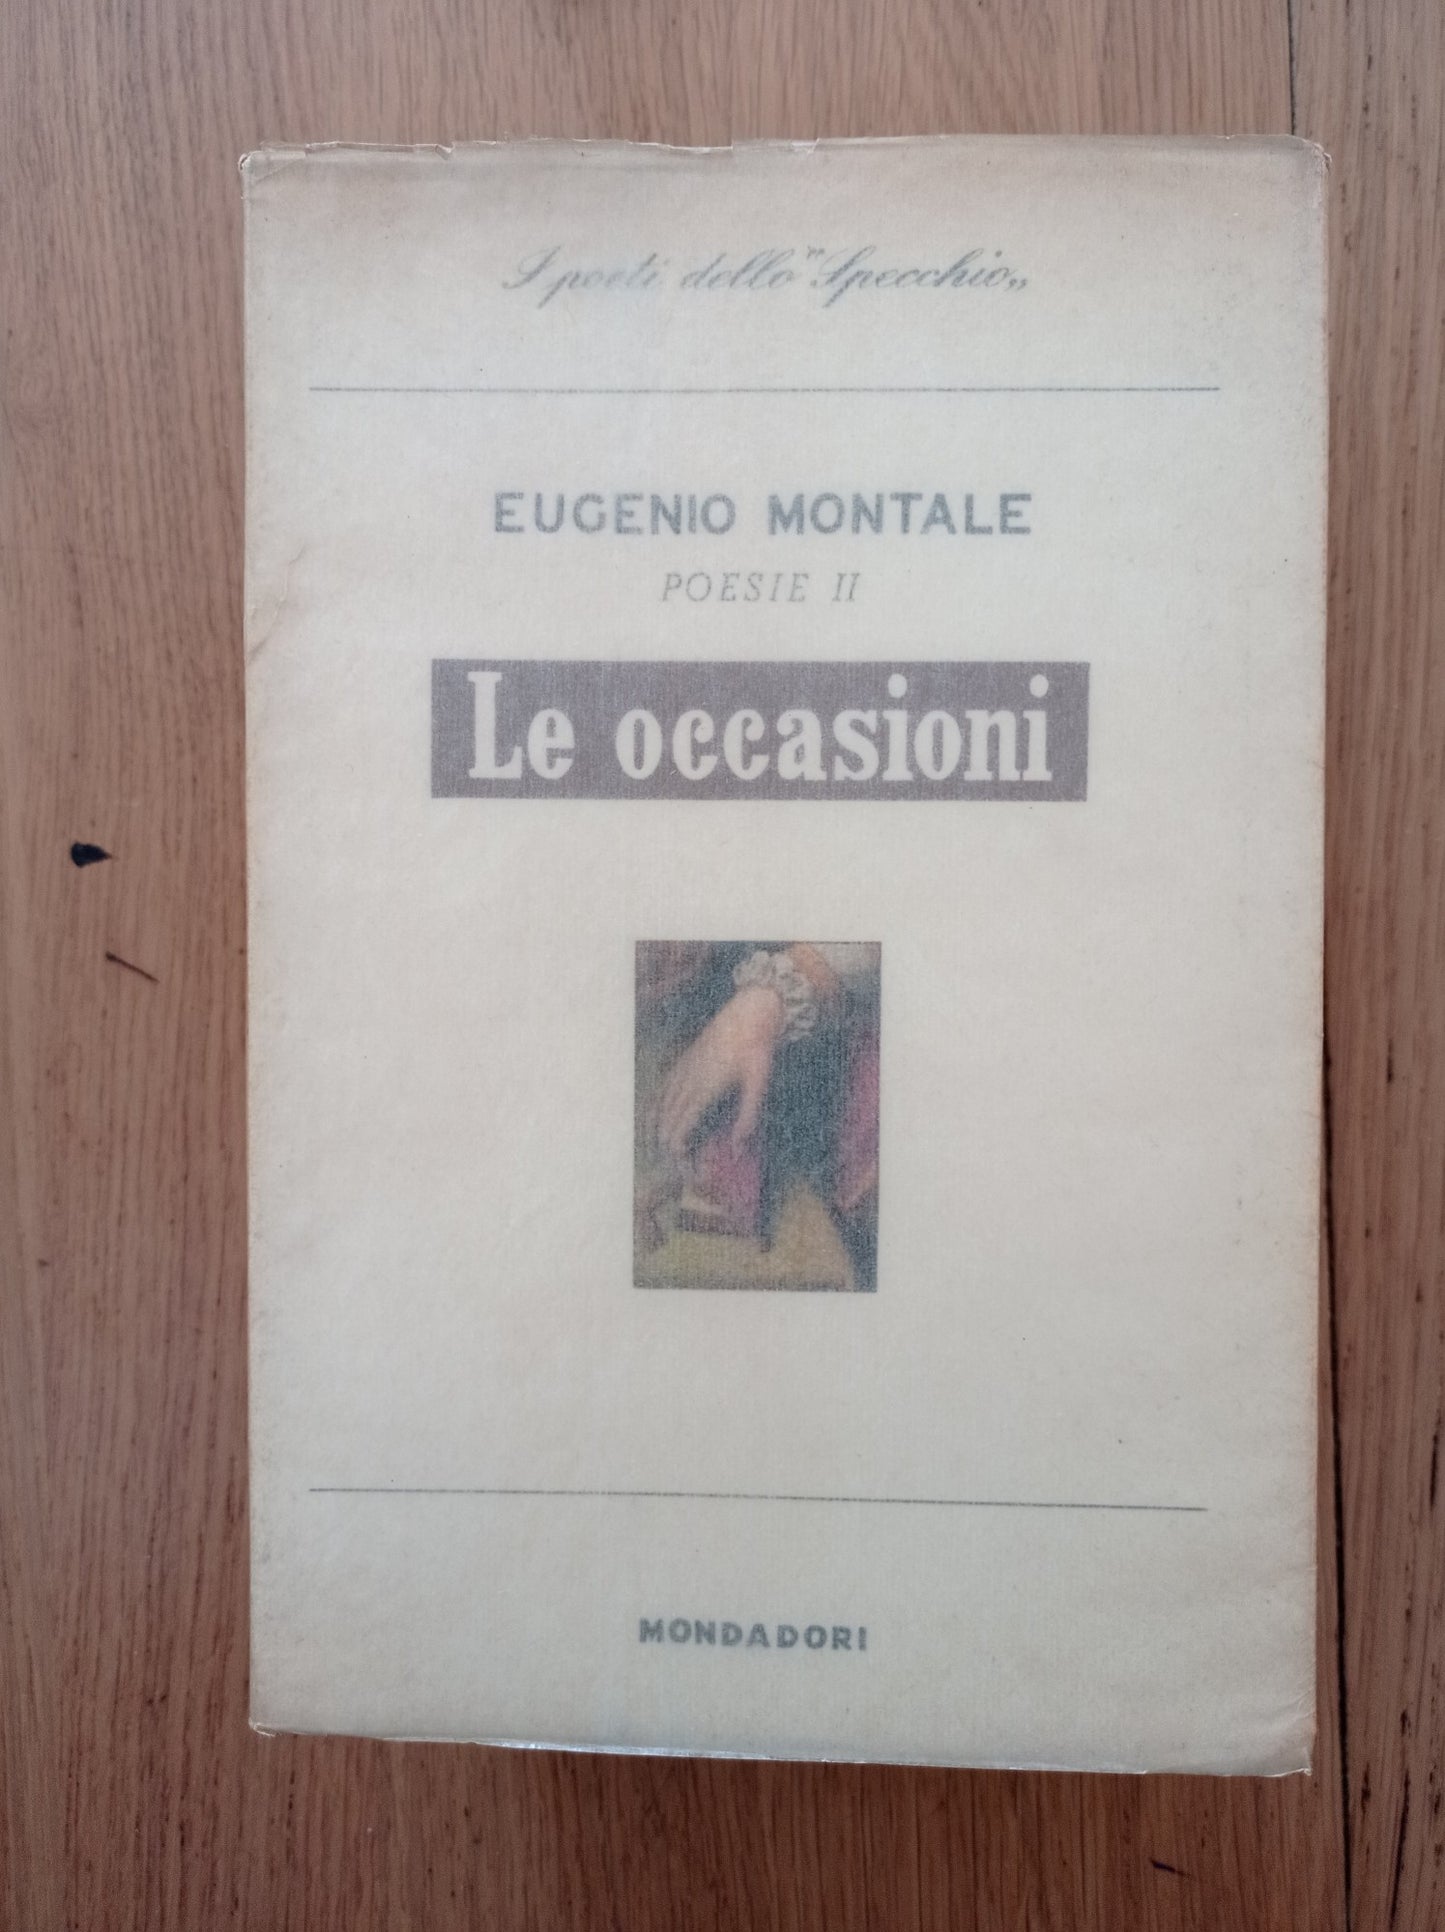 I poeti dello "Specchio„
EUGENIO MONTALE
POESIE II
Le occasioni
MONDADORI